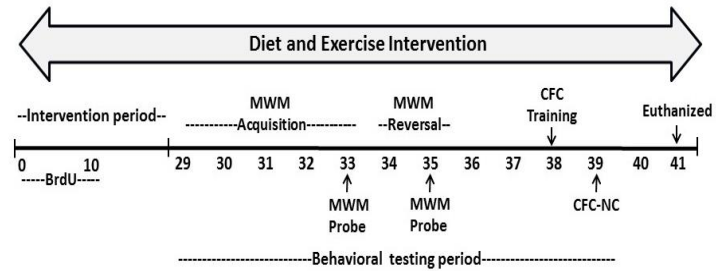 Diet and Exercise Intervention
--Intervention period--
MWM
-----------Acquisition------------
MWM
--Reversal--
CFC
Training
Euthanized
0 10 29 30 31 32 33 34 35 36 37 38 39 40 41
-----BrdU-----
MWM
Probe
MWM
Probe
CFC-NC
Behavioral testing period